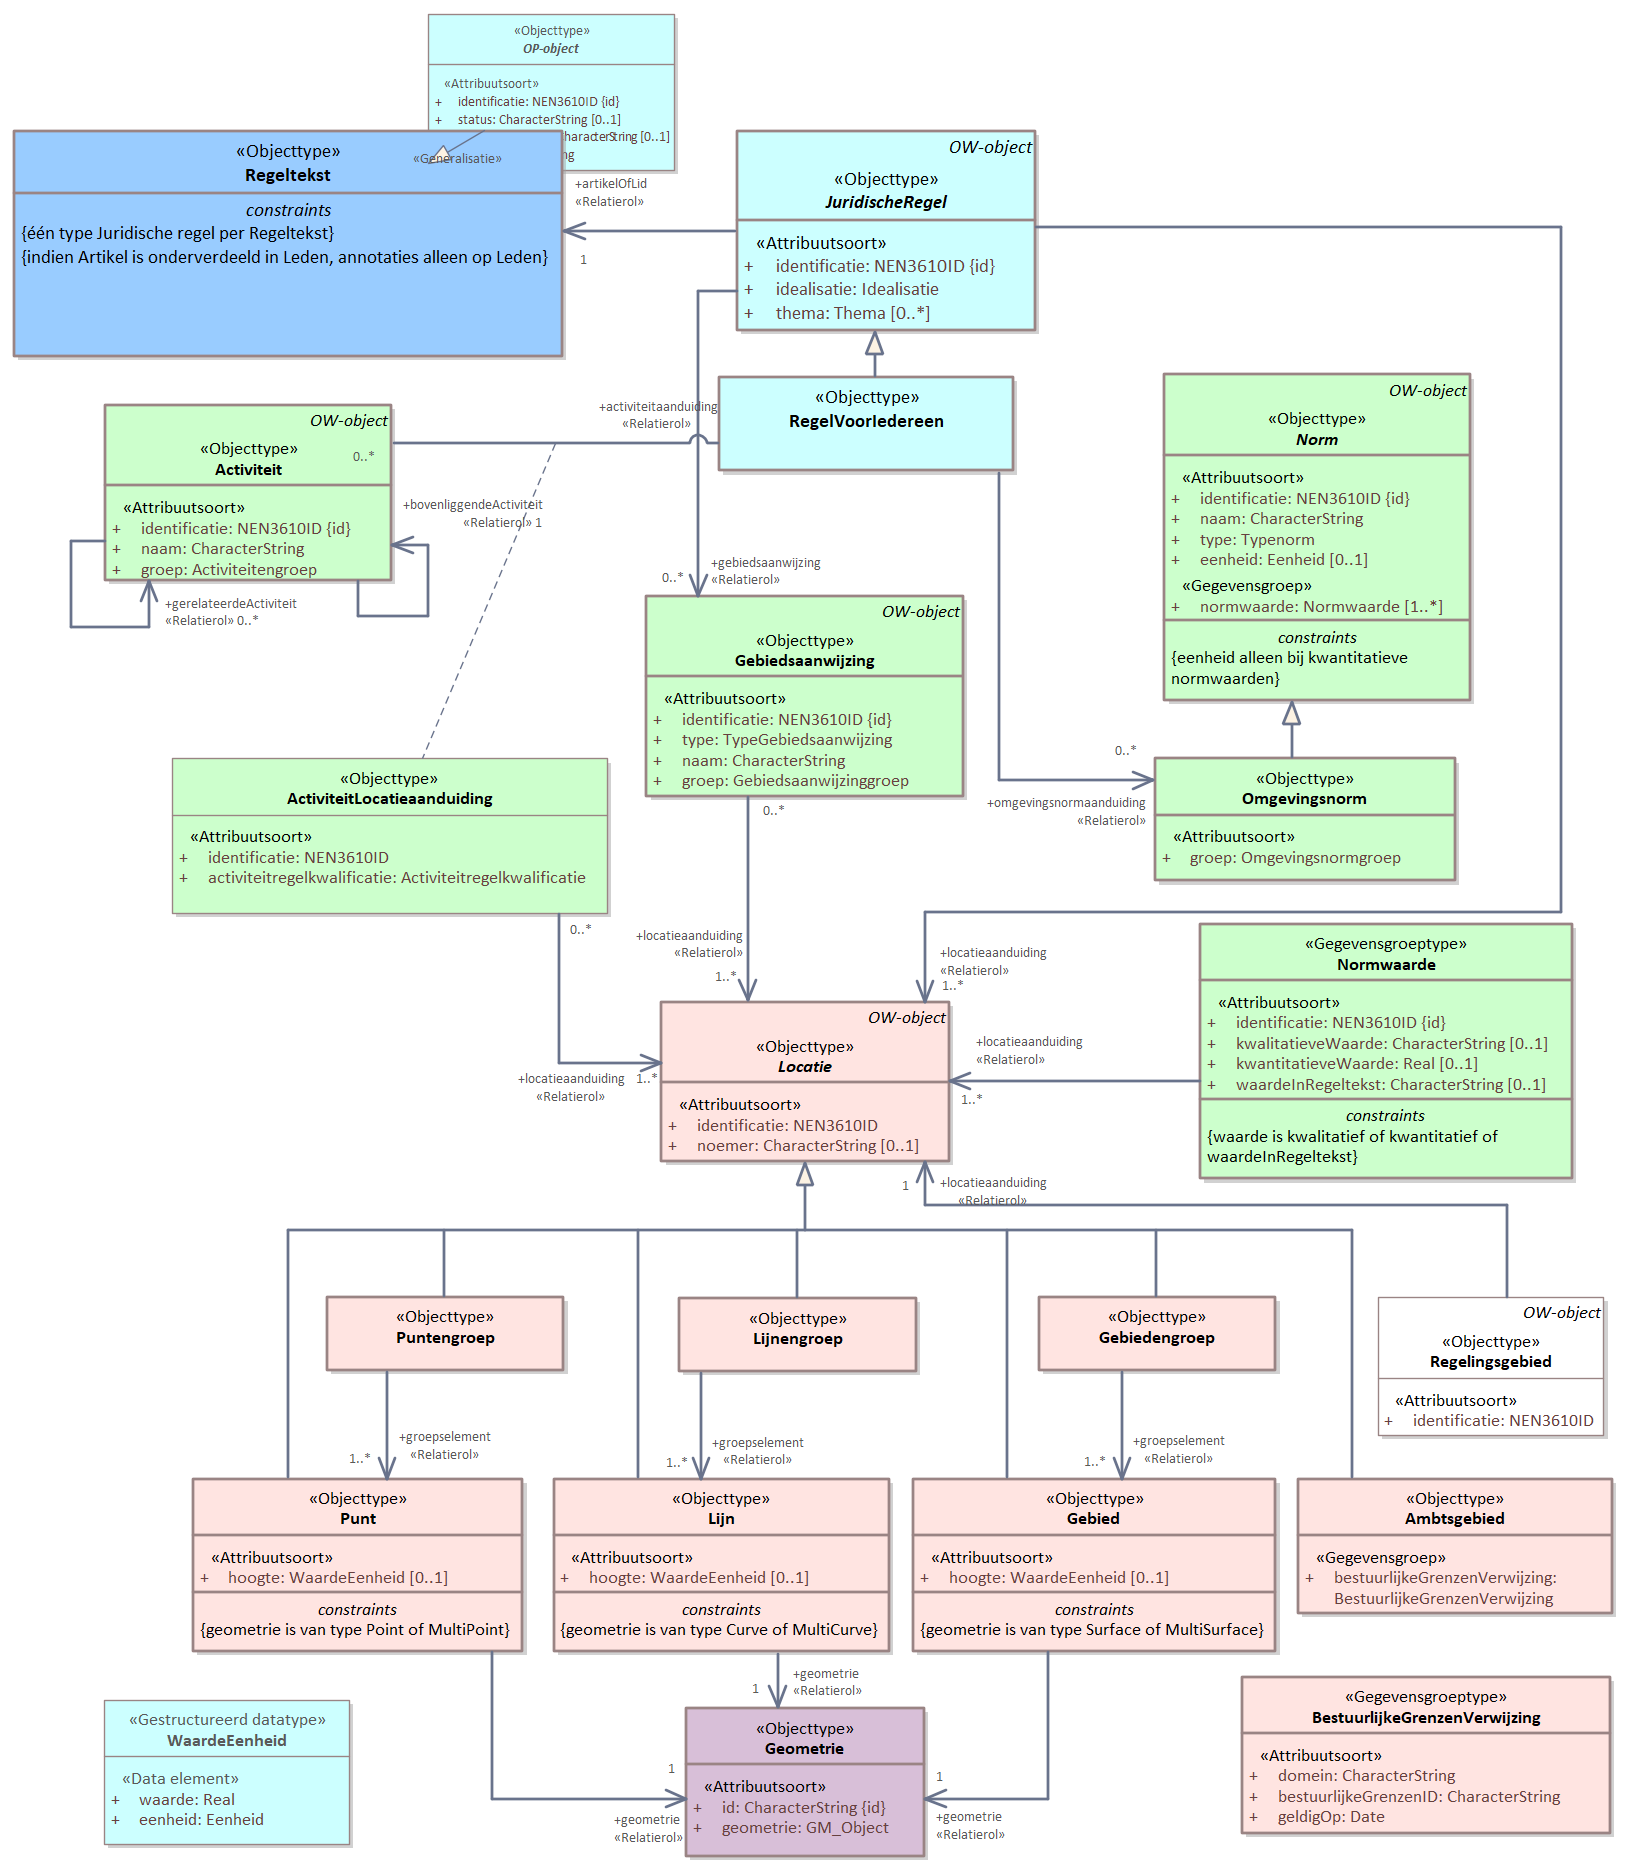 «Objecttype»
OP-object
«Attribuutsoort»
+ identificatie: NEN3610ID {id}
+ status: CharacterString [0..1]
[0..1]
«Generalisatie»
«Objecttype»
Regeltekst
constraints
{één type Juridische regel per Regeltekst}
{indien Artikel is onderverdeeld in Leden, annotaties alleen op Leden}
+artikelOfLid
«Relatierol»
1
OW-object
«Objecttype»
JuridischeRegel
«Attribuutsoort»
+ identificatie: NEN3610ID {id}
+ idealisatie: Idealisatie
+ thema: Thema [0..*]
«Objecttype»
RegelVoorIedereen
+activiteitaanduiding
«Relatierol»
0..*
OW-object
«Objecttype»
Activiteit
«Attribuutsoort»
+ identificatie: NEN3610ID {id}
+ naam: CharacterString
+ groep: Activiteitengroep
+bovenliggendeActiviteit
«Relatierol» 1
+gerelateerdeActiviteit
«Relatierol» 0..*
OW-object
«Objecttype»
Norm
«Attribuutsoort»
+ identificatie: NEN3610ID {id}
+ naam: CharacterString
+ type: Typenorm
+ eenheid: Eenheid [0..1]
«Gegevensgroep»
+ normwaarde: Normwaarde [1..*]
constraints
{eenheid alleen bij kwantitatieve
normwaarden}
+gebiedsaanwijzing
«Relatierol»
0..*
OW-object
«Objecttype»
Gebiedsaanwijzing
«Attribuutsoort»
+ identificatie: NEN3610ID {id}
+ type: TypeGebiedsaanwijzing
+ naam: CharacterString
+ groep: Gebiedsaanwijzinggroep
0..*
0..*
+omgevingsnormaanduiding
«Relatierol»
«Objecttype»
Omgevingsnorm
«Attribuutsoort»
+ groep: Omgevingsnormgroep
«Objecttype»
ActiviteitLocatieaanduiding
«Attribuutsoort»
+ identificatie: NEN3610ID
+ activiteitregelkwalificatie: Activiteitregelkwalificatie
0..*
+locatieaanduiding
«Relatierol»
1..*
+locatieaanduiding
«Relatierol»
1..*
«Gegevensgroeptype»
Normwaarde
«Attribuutsoort»
+ identificatie: NEN3610ID {id}
+ kwalitatieveWaarde: CharacterString [0..1]
+ kwantitatieveWaarde: Real [0..1]
+ waardeInRegeltekst: CharacterString [0..1]
constraints
{waarde is kwalitatief of kwantitatief of
waardeInRegeltekst}
OW-object
«Objecttype»
Locatie
«Attribuutsoort»
+ identificatie: NEN3610ID
+ noemer: CharacterString [0..1]
+locatieaanduiding
«Relatierol»
1..*
+locatieaanduiding
«Relatierol»
1..*
1
+locatieaanduiding
«Relatierol»
«Objecttype»
Puntengroep
«Objecttype»
Lijnengroep
«Objecttype»
Gebiedengroep
OW-object
«Objecttype»
Regelingsgebied
«Attribuutsoort»
+ identificatie: NEN3610ID
+groepselement
«Relatierol»
1..*
+groepselement
«Relatierol»
1..*
+groepselement
«Relatierol»
1..*
«Objecttype»
Punt
«Attribuutsoort»
+ hoogte: WaardeEenheid [0..1]
constraints
{geometrie is van type Point of MultiPoint}
«Objecttype»
Lijn
«Attribuutsoort»
+ hoogte: WaardeEenheid [0..1]
constraints
{geometrie is van type Curve of MultiCurve}
«Objecttype»
Gebied
«Attribuutsoort»
+ hoogte: WaardeEenheid [0..1]
constraints
{geometrie is van type Surface of MultiSurface}
«Objecttype»
Ambtsgebied
«Gegevensgroep»
+ bestuurlijkeGrenzenVerwijzing:
BestuurlijkeGrenzenVerwijzing
+geometrie
«Relatierol»
1
«Gestructureerd datatype»
WaardeEenheid
«Data element»
+ waarde: Real
+ eenheid: Eenheid
1
+geometrie
«Relatierol»
«Objecttype»
Geometrie
«Attribuutsoort»
+ id: CharacterString {id}
+ geometrie: GM_Object
1
+geometrie
«Relatierol»
«Gegevensgroeptype»
BestuurlijkeGrenzenVerwijzing
«Attribuutsoort»
+ domein: CharacterString
+ bestuurlijkeGrenzenID: CharacterString
+ geldigOp: Date